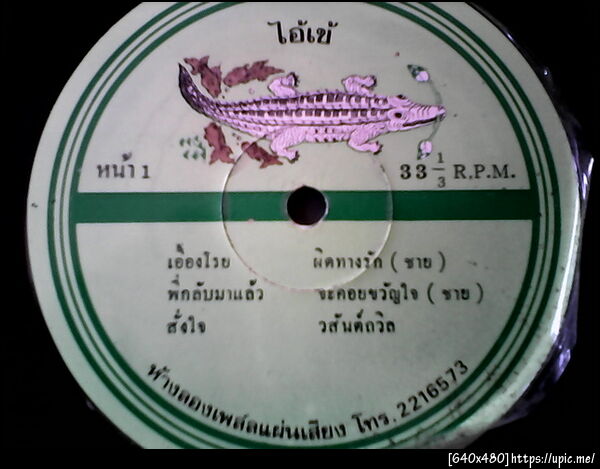 ไอ้เข้
หน้า 1
33 1/3 R.P.M.
เอื้องโรย ผิดทางรัก ( ชาย )
พี่กลับมาแล้ว จะคอยขวัญใจ ( ชาย )
สั่งใจ วสันต์ถวิล
ห้างลองเพล์ลแผ่นเสียง โทร. 2216573
[640x480]https://upic.me/